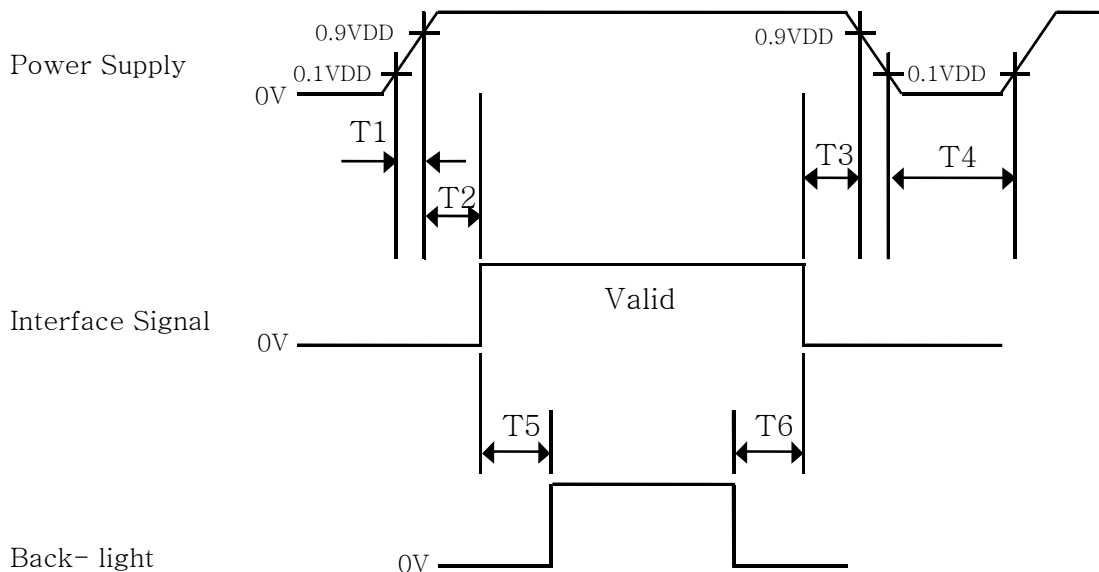 0.9VDD
0.9VDD
Power Supply
0.1VDD
0.1VDD
0V
T1
T3
T4
T2
Valid
Interface Signal
0V
T5
T6
Back- light
0V